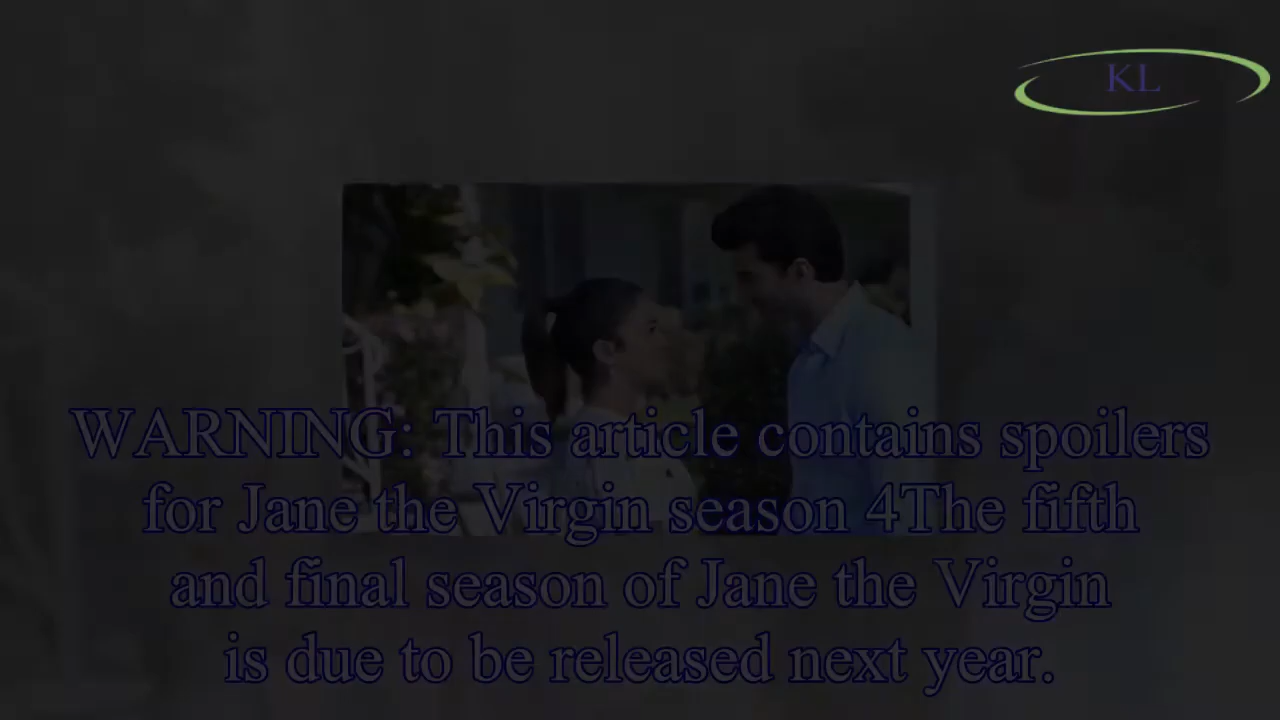 KL
WARNING: This article contains spoilers
for Jane the Virgin season 4The fifth
and final season of Jane the Virgin
is due to be released next year.